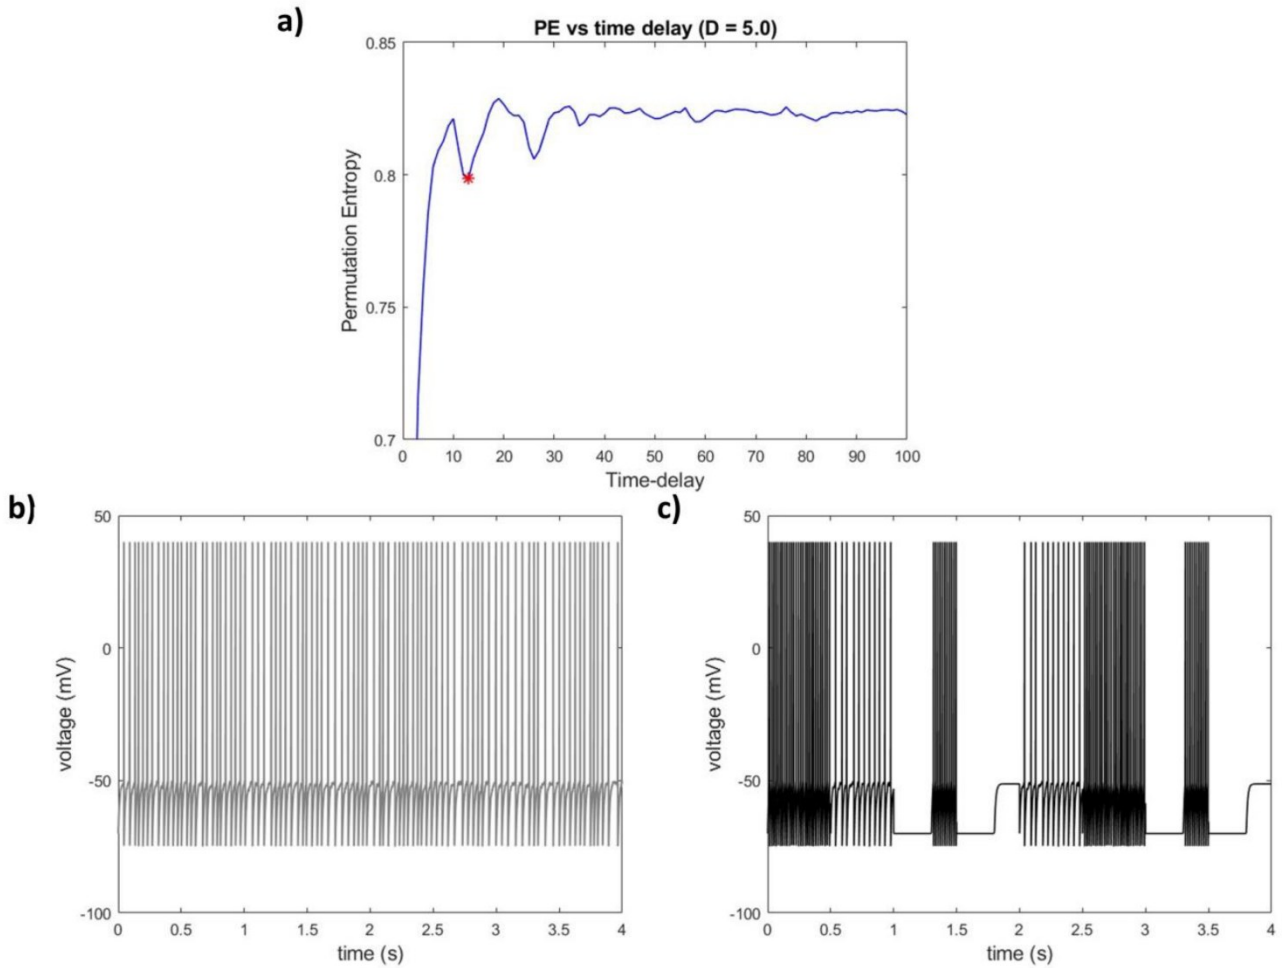 a)
PE vs time delay (D = 5.0)
0.85
0.8
0.75
0.7
Permutation Entropy
0 10 20 30 40 50 60 70 80 90 100
Time-delay
b)
50
0
-50
-100
voltage (mV)
0 0.5 1 1.5 2 2.5 3 3.5 4
time (s)
c)
50
0
-50
-100
voltage (mV)
0 0.5 1 1.5 2 2.5 3 3.5 4
time (s)